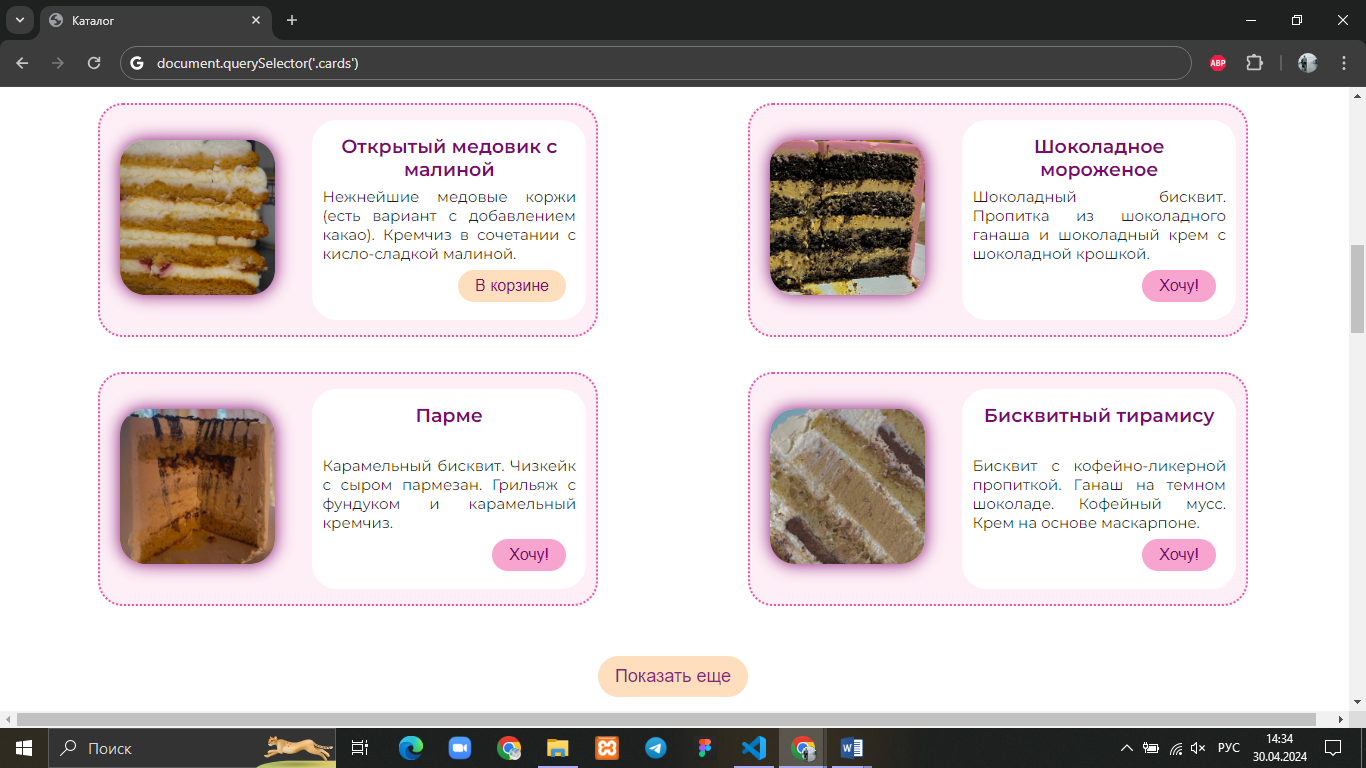 Каталог
document.querySelector('.cards')
ABP
Открытый медовик с
малиной
Нежнейшие медовые коржи
(есть вариант с добавлением
какао). Кремчиз в сочетании с
кисло-сладкой малиной.
В корзине
Шоколадное
мороженое
Шоколадный бисквит.
Пропитка из шоколадного
ганаша и шоколадный крем с
шоколадной крошкой.
Хочу!
Парме
Карамельный бисквит. Чизкейк
с сыром пармезан. Грильяж с
фундуком и карамельный
кремчиз.
Хочу!
Бисквитный тирамису
Бисквит с кофейно-ликерной
пропиткой. Ганаш на темном
шоколаде. Кофейный мусс.
Крем на основе маскарпоне.
Хочу!
Показать еще
Поиск
РУС
14:34
30.04.2024